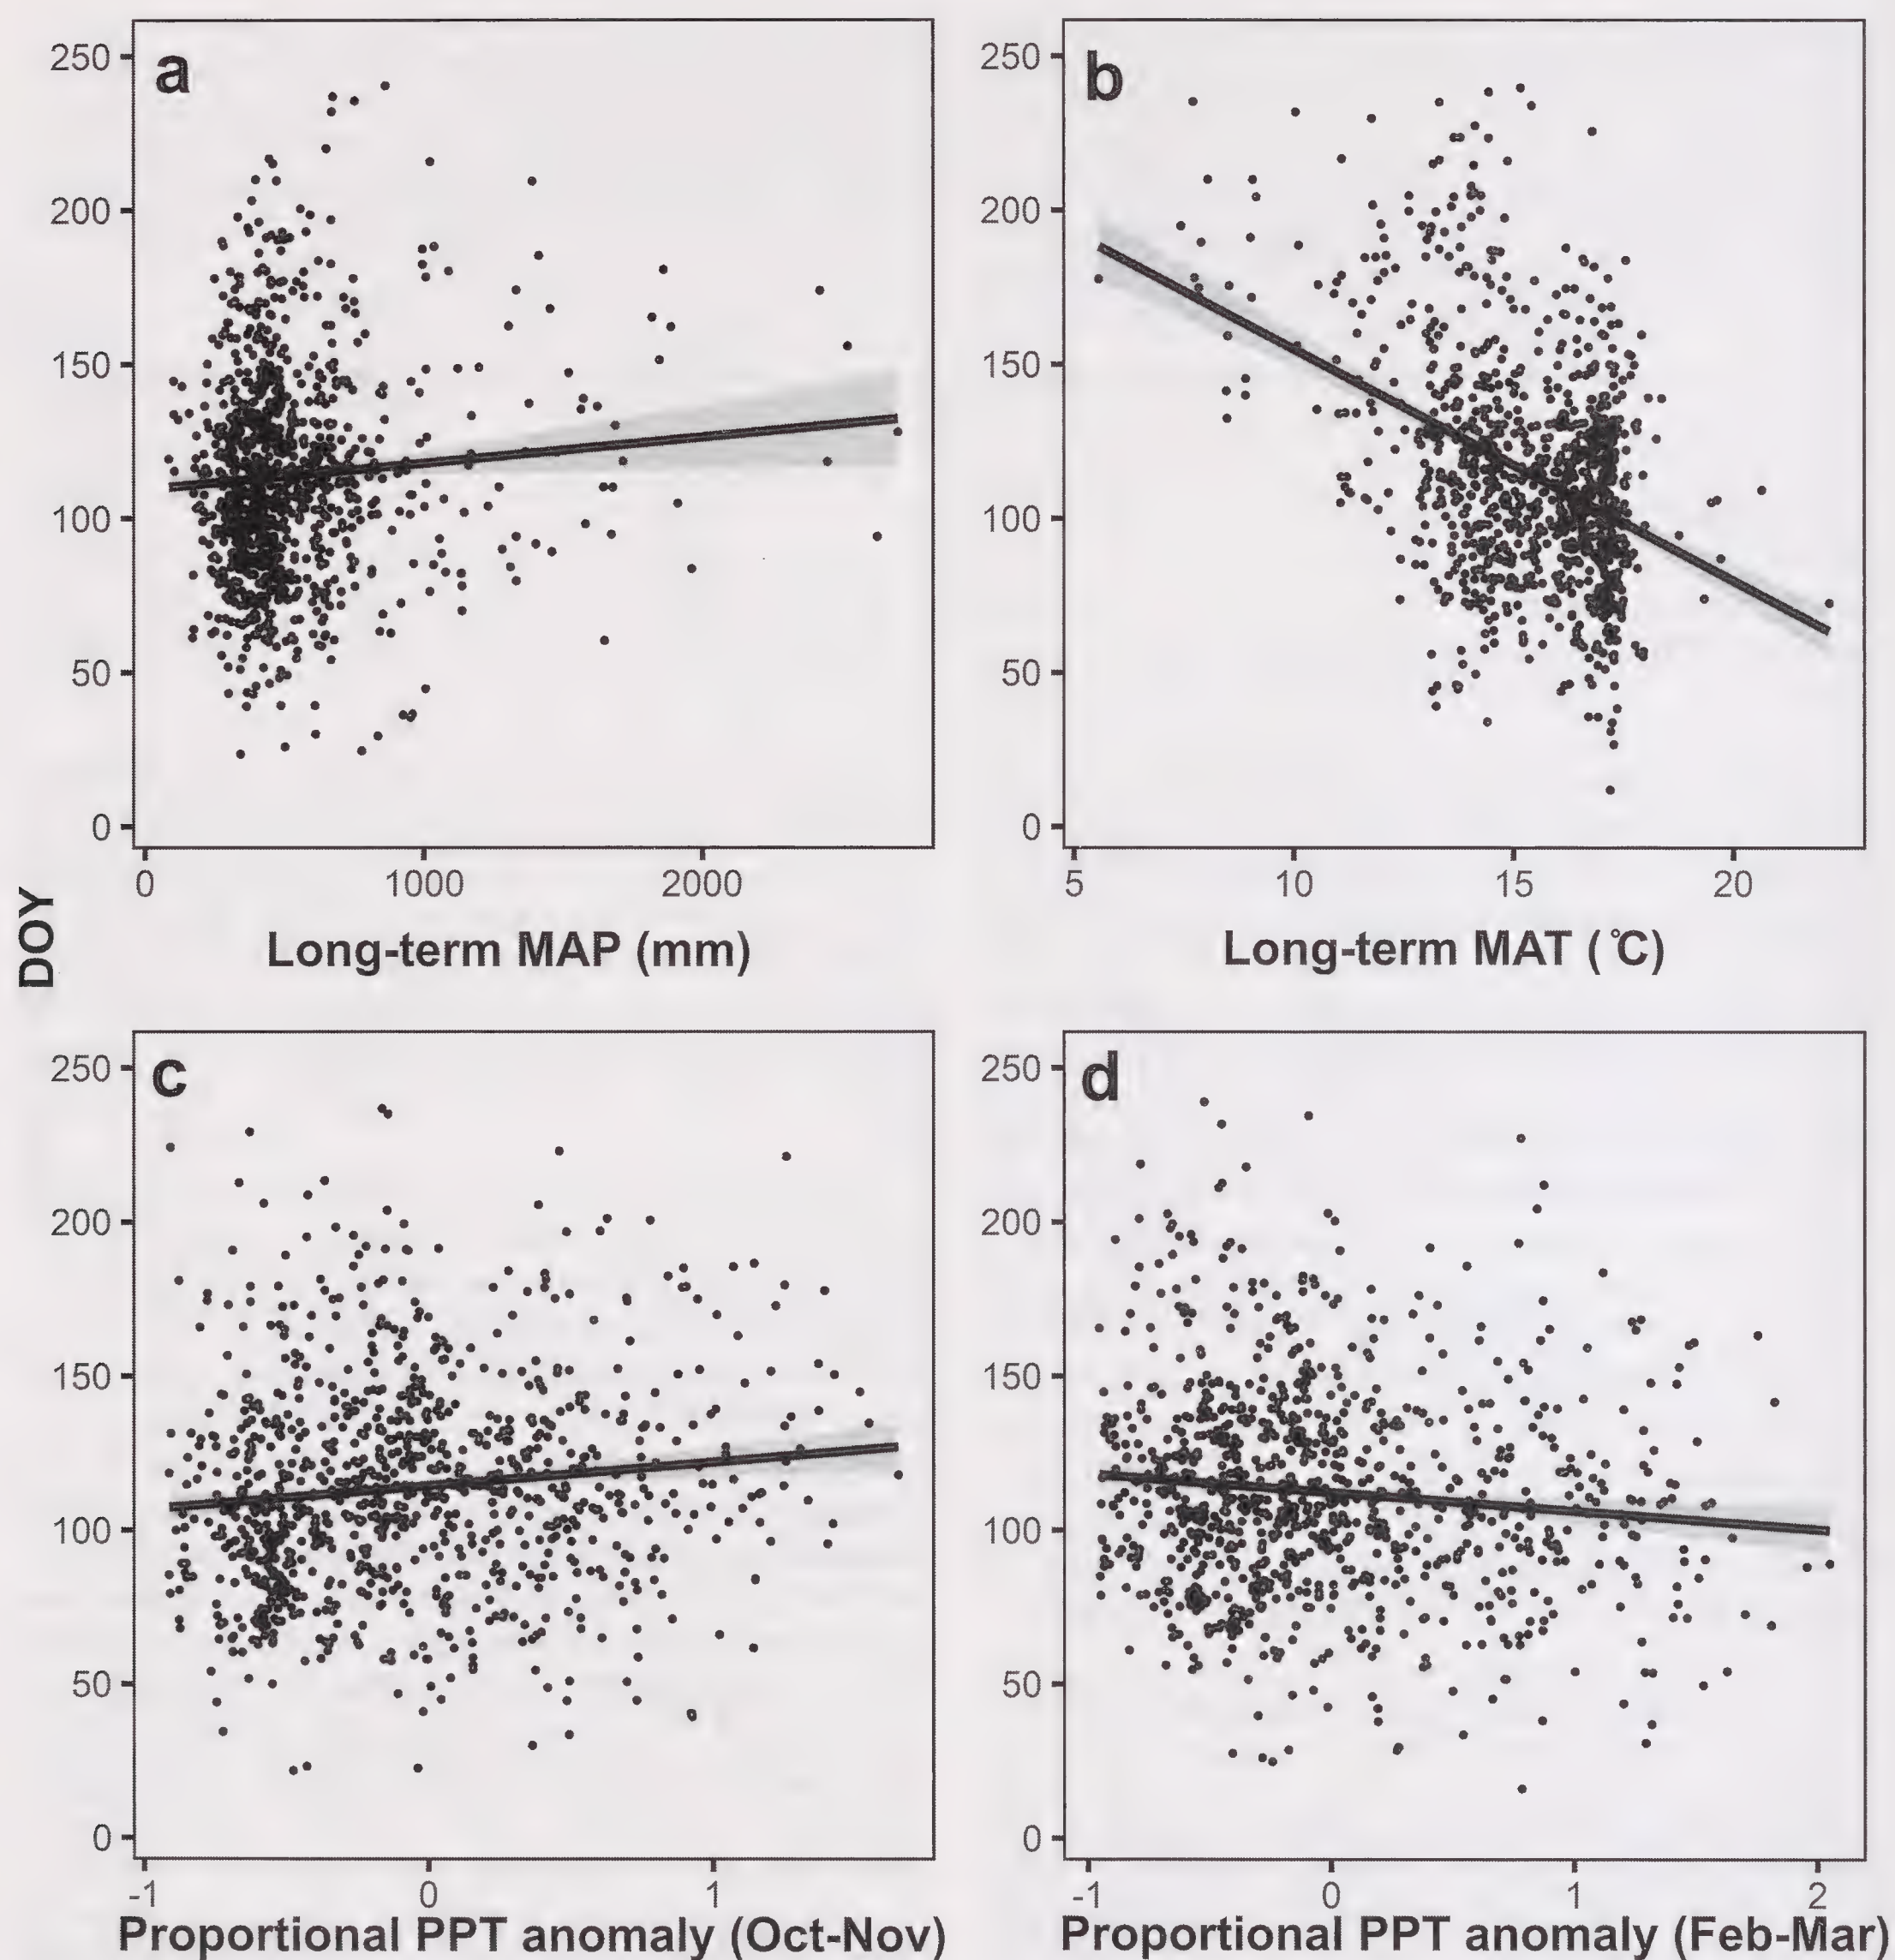 a
250
200
150
100
50
0
0 1000 2000
Long-term MAP (mm)
b
250
200
150
100
50
0
5 10 15 20
Long-term MAT (°C)
DOY
c
250
200
150
100
50
0
-1 0 1
Proportional PPT anomaly (Oct-Nov)
d
250
200
150
100
50
0
-1 0 1 2
Proportional PPT anomaly (Feb-Mar)